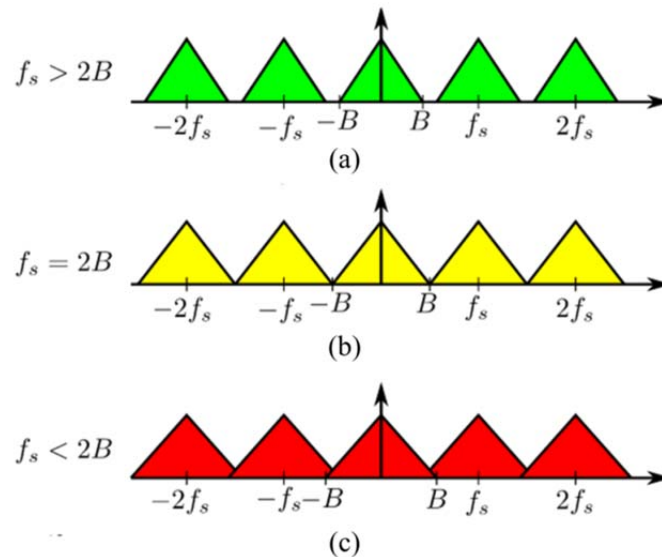 f_s > 2B
−2f_s −f_s −B B f_s 2f_s
(a)
f_s = 2B
−2f_s −f_s −B B f_s 2f_s
(b)
f_s < 2B
−2f_s −f_s −B B f_s 2f_s
(c)